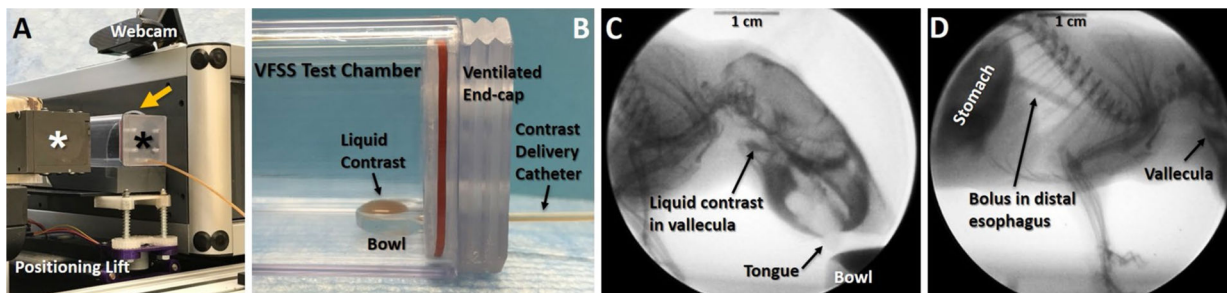 A
Webcam
*
*
Positioning Lift
B
VFSS Test Chamber
Ventilated
End-cap
Liquid
Contrast
Contrast
Delivery
Catheter
Bowl
C
1 cm
Liquid contrast
in vallecula
Tongue
Bowl
D
1 cm
Stomach
Vallecula
Bolus in distal
esophagus